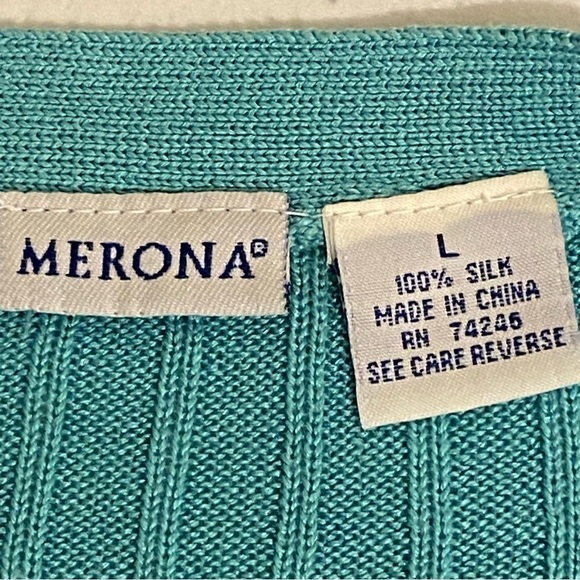 MERONA®
L
100% SILK
MADE IN CHINA
RN 74246
SEE CARE REVERSE